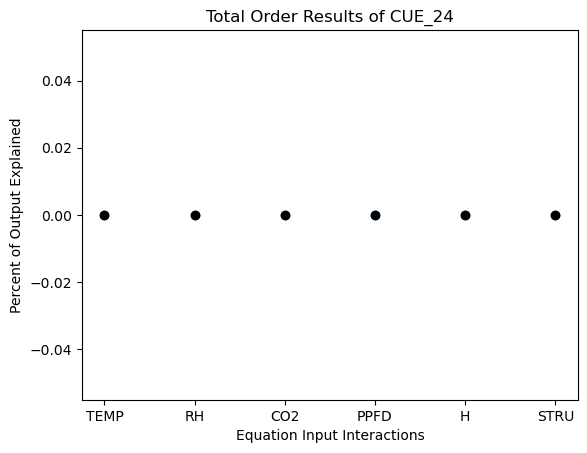 Total Order Results of CUE_24
Percent of Output Explained
0.04
0.02
0.00
−0.02
−0.04
TEMP RH CO2 PPFD H STRU
Equation Input Interactions